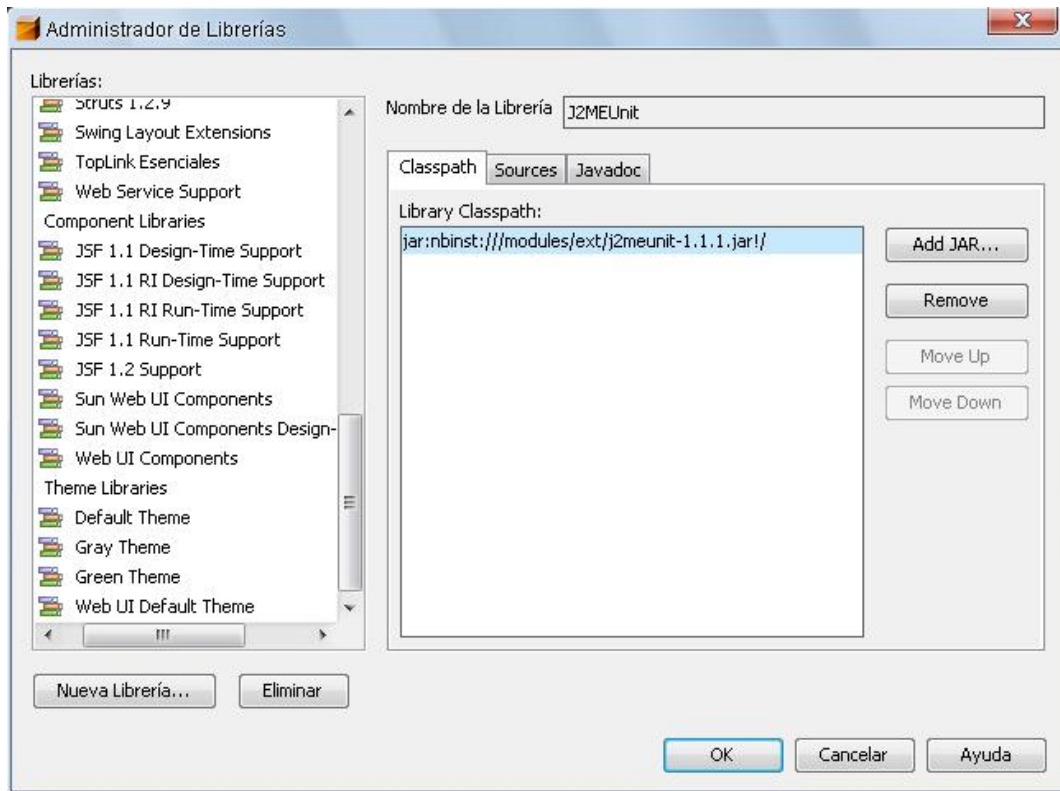 Administrador de Librerías
Librerías:
Struts 1.2.9
Swing Layout Extensions
TopLink Esenciales
Web Service Support
Component Libraries
JSF 1.1 Design-Time Support
JSF 1.1 RI Design-Time Support
JSF 1.1 RI Run-Time Support
JSF 1.1 Run-Time Support
JSF 1.2 Support
Sun Web UI Components
Sun Web UI Components Design-
Web UI Components
Theme Libraries
Default Theme
Gray Theme
Green Theme
Web UI Default Theme
Nueva Librería...
Eliminar
Nombre de la Librería
J2MEUnit
Classpath
Sources
Javadoc
Library Classpath:
jar:nbinst:///modules/ext/j2meunit-1.1.1.jar!/
Add JAR...
Remove
Move Up
Move Down
OK
Cancelar
Ayuda